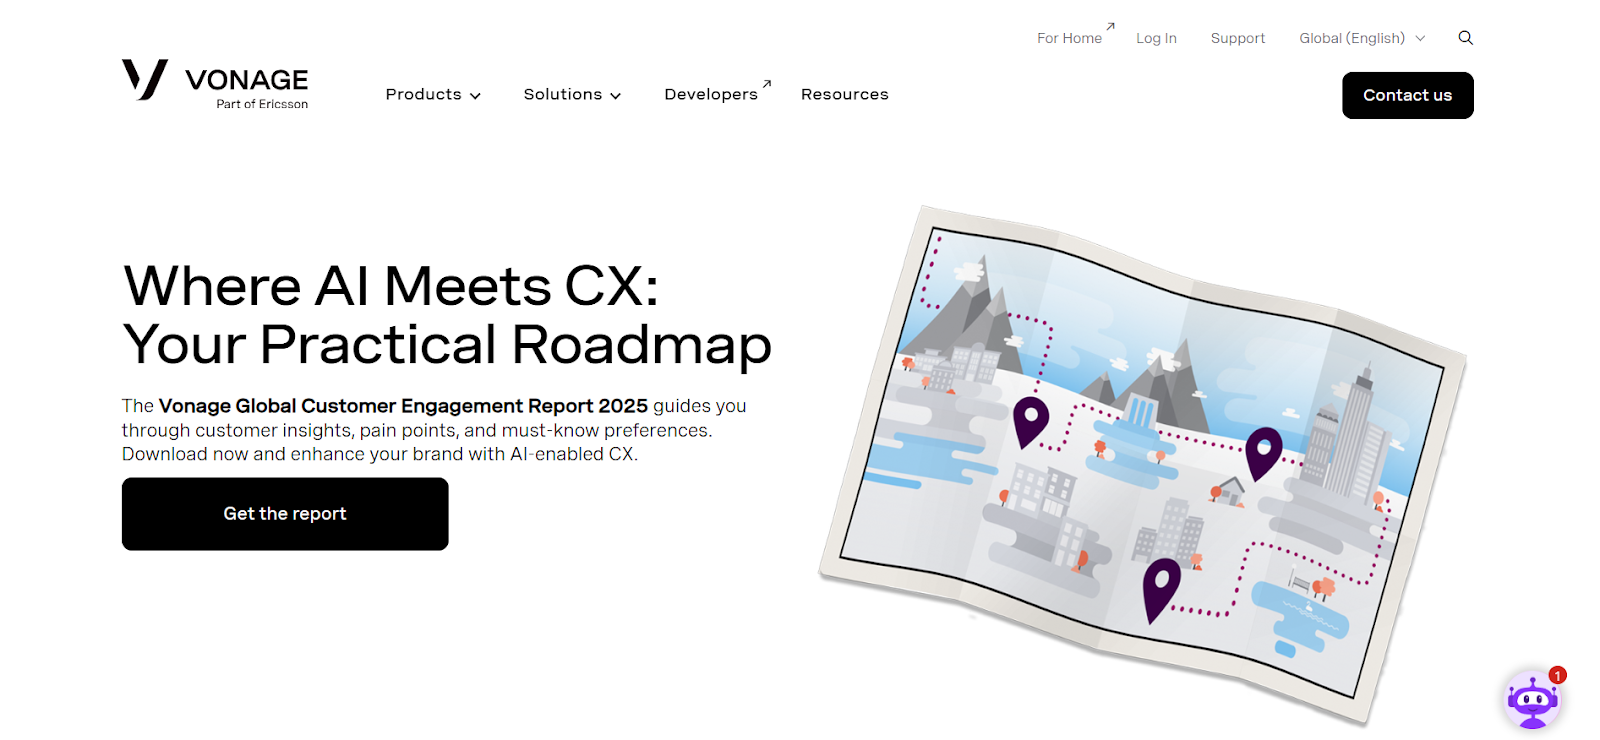 For Home
Log In
Support
Global (English)
VONAGE
Part of Ericsson
Products
Solutions
Developers
Resources
Contact us
Where AI Meets CX:
Your Practical Roadmap
The Vonage Global Customer Engagement Report 2025 guides you
through customer insights, pain points, and must-know preferences.
Download now and enhance your brand with AI-enabled CX.
Get the report
1